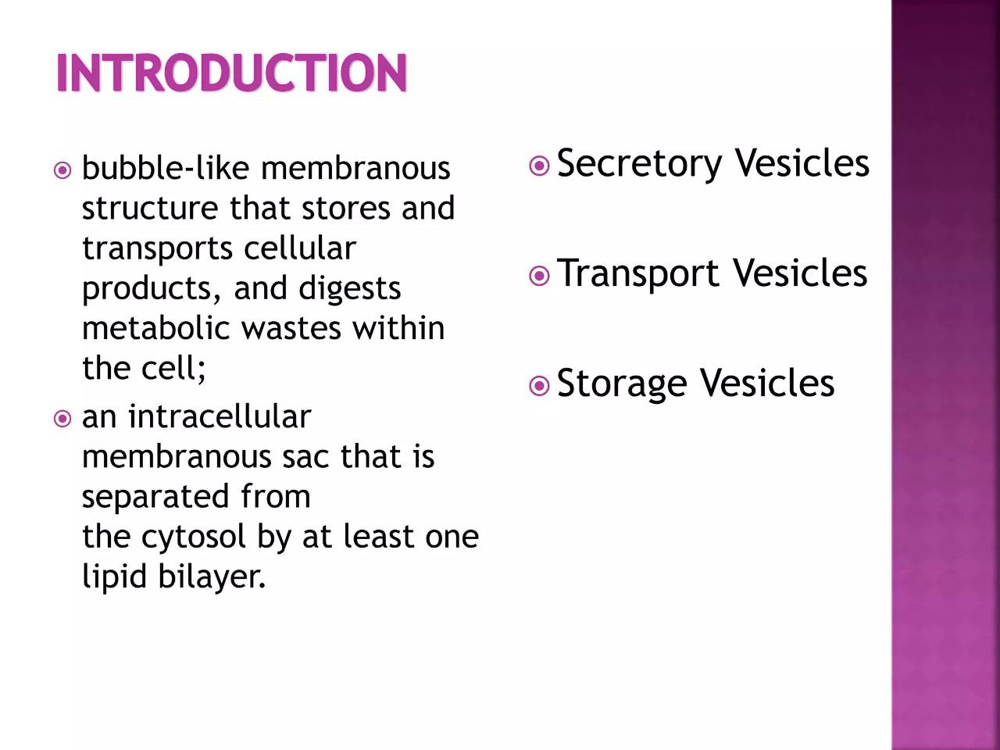 INTRODUCTION
bubble-like membranous
structure that stores and
transports cellular
products, and digests
metabolic wastes within
the cell;
an intracellular
membranous sac that is
separated from
the cytosol by at least one
lipid bilayer.
Secretory Vesicles
Transport Vesicles
Storage Vesicles